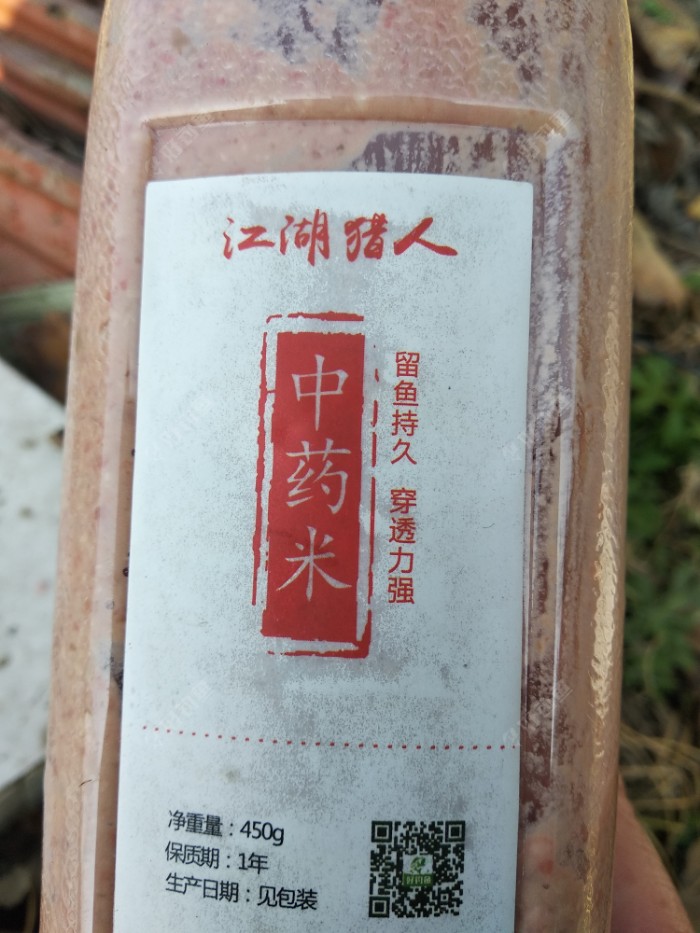 江湖猎人
中药米
留鱼持久 穿透力强
净重量：450g
保质期：1年
生产日期：见包装